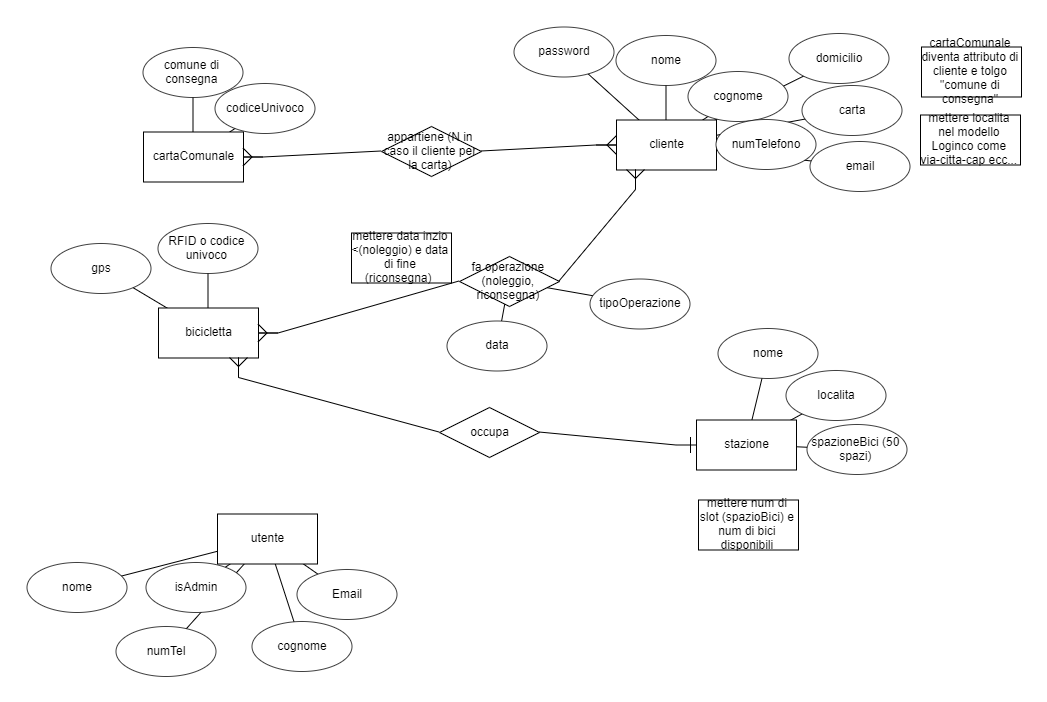 password
nome
domicilio
cognome
carta
numTelefono
email
cliente
cartaComunale
diventa attributo di
cliente e tolgo
"comune di
consegna"
mettere localita
nel modello
Loginco come
via-citta-cap ecc...
comune di
consegna
codiceUnivoco
cartaComunale
appartiene (N in
caso il cliente perde
la carta)
RFID o codice
univoco
gps
bicicletta
mettere data inzio
<(noleggio) e data
di fine
(riconsegna)
fa operazione
(noleggio,
riconsegna)
tipoOperazione
data
occupa
nome
localita
spazioneBici (50
spazi)
stazione
mettere num di
slot (spazioBici) e
num di bici
disponibili
utente
nome
isAdmin
Email
numTel
cognome